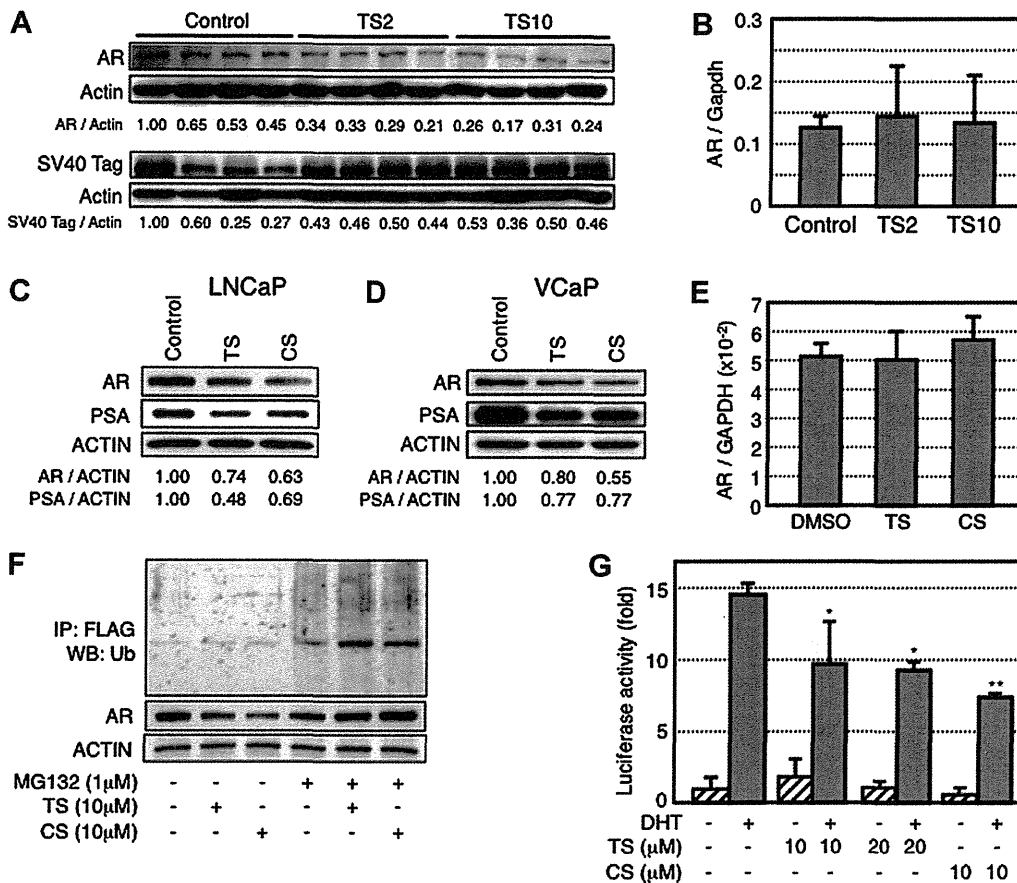 A
Control TS2 TS10
AR
Actin
AR / Actin 1.00 0.65 0.53 0.45 0.34 0.33 0.29 0.21 0.26 0.17 0.31 0.24
SV40 Tag
Actin
SV40 Tag / Actin 1.00 0.60 0.25 0.27 0.43 0.46 0.50 0.44 0.53 0.36 0.50 0.46
B
AR / Gapdh
0.3
0.2
0.1
0
Control TS2 TS10
C
LNCaP
Control TS CS
AR
PSA
ACTIN
AR / ACTIN 1.00 0.74 0.63
PSA / ACTIN 1.00 0.48 0.69
D
VCaP
Control TS CS
AR
PSA
ACTIN
AR / ACTIN 1.00 0.80 0.55
PSA / ACTIN 1.00 0.77 0.77
E
AR / GAPDH (x10-2)
7
6
5
4
3
2
1
0
DMSO TS CS
F
IP: FLAG
WB: Ub
AR
ACTIN
MG132 (1μM) - - - + + +
TS (10μM) - + - - + -
CS (10μM) - - + - - +
G
Luciferase activity (fold)
15
10
5
0
* * **
DHT - + - + - + - +
TS (μM) - - 10 10 20 20 - -
CS (μM) - - - - - - 10 10